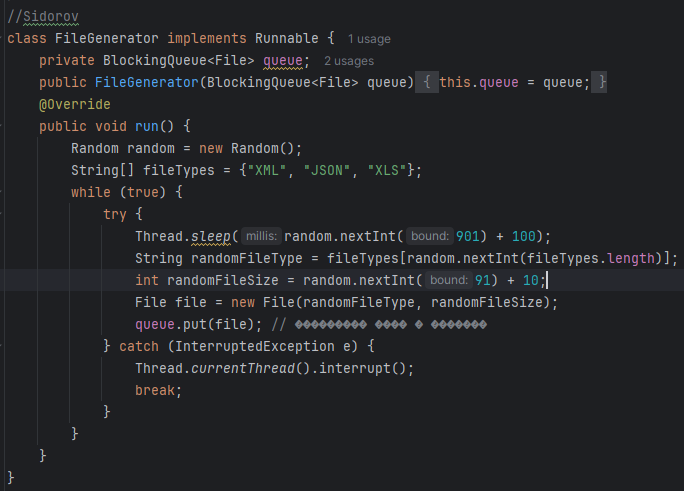 //Sidorov
class FileGenerator implements Runnable { 1 usage
private BlockingQueue<File> queue; 2 usages
public FileGenerator(BlockingQueue<File> queue) { this.queue = queue; }
@Override
public void run() {
Random random = new Random();
String[] fileTypes = {"XML", "JSON", "XLS"};
while (true) {
try {
Thread.sleep( millis: random.nextInt( bound: 901) + 100);
String randomFileType = fileTypes[random.nextInt(fileTypes.length)];
int randomFileSize = random.nextInt( bound: 91) + 10;
File file = new File(randomFileType, randomFileSize);
queue.put(file); // ��������� ���� � �������
} catch (InterruptedException e) {
Thread.currentThread().interrupt();
break;
}
}
}
}